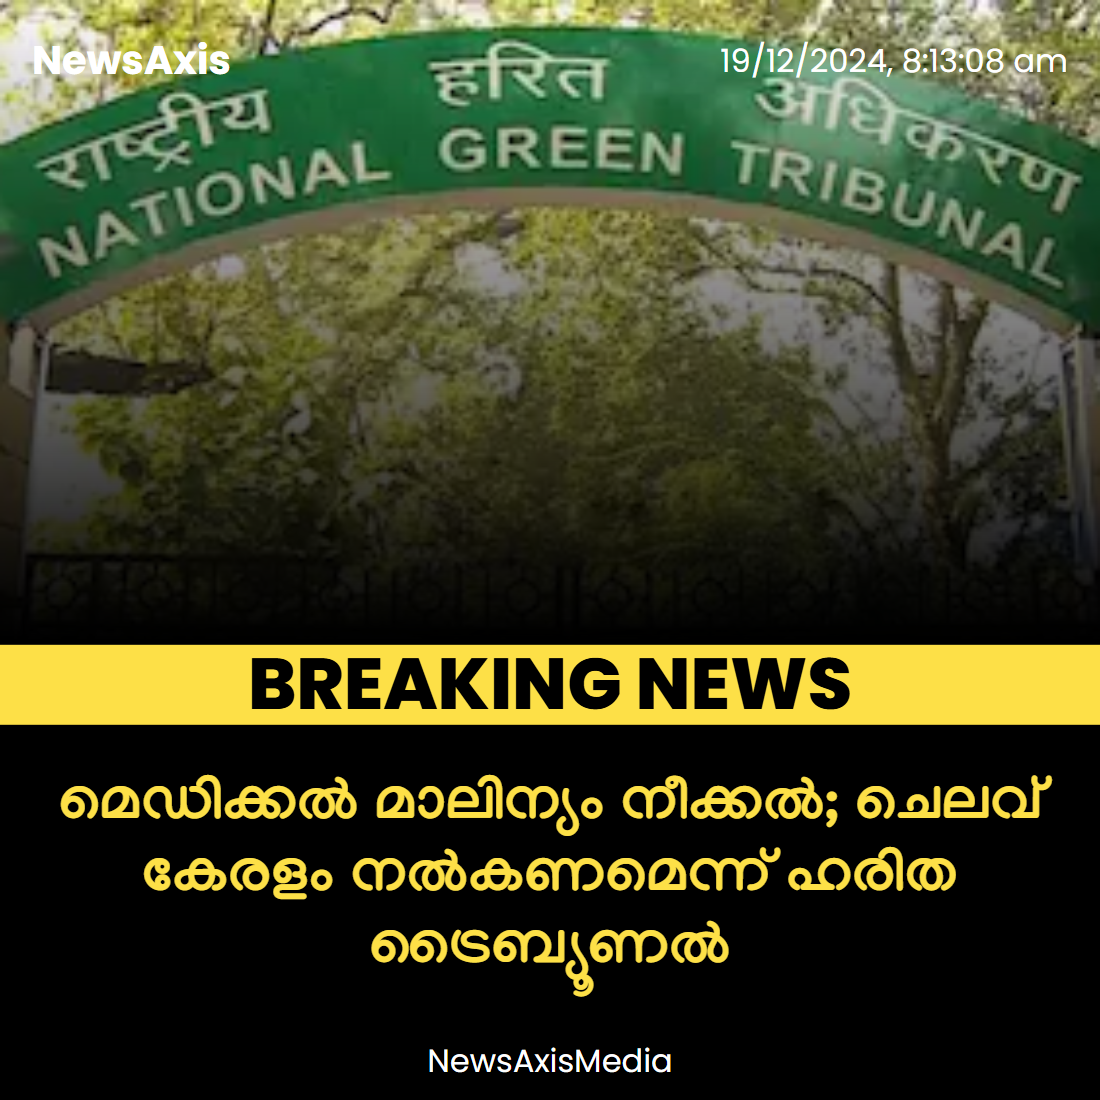 NewsAxis
19/12/2024, 8:13:08 am
राष्ट्रीय हरित अधिकरण
NATIONAL GREEN TRIBUNAL
BREAKING NEWS
മെഡിക്കൽ മാലിന്യം നീക്കൽ; ചെലവ്
കേരളം നൽകണമെന്ന് ഹരിത
ട്രൈബ്യൂണൽ
NewsAxisMedia